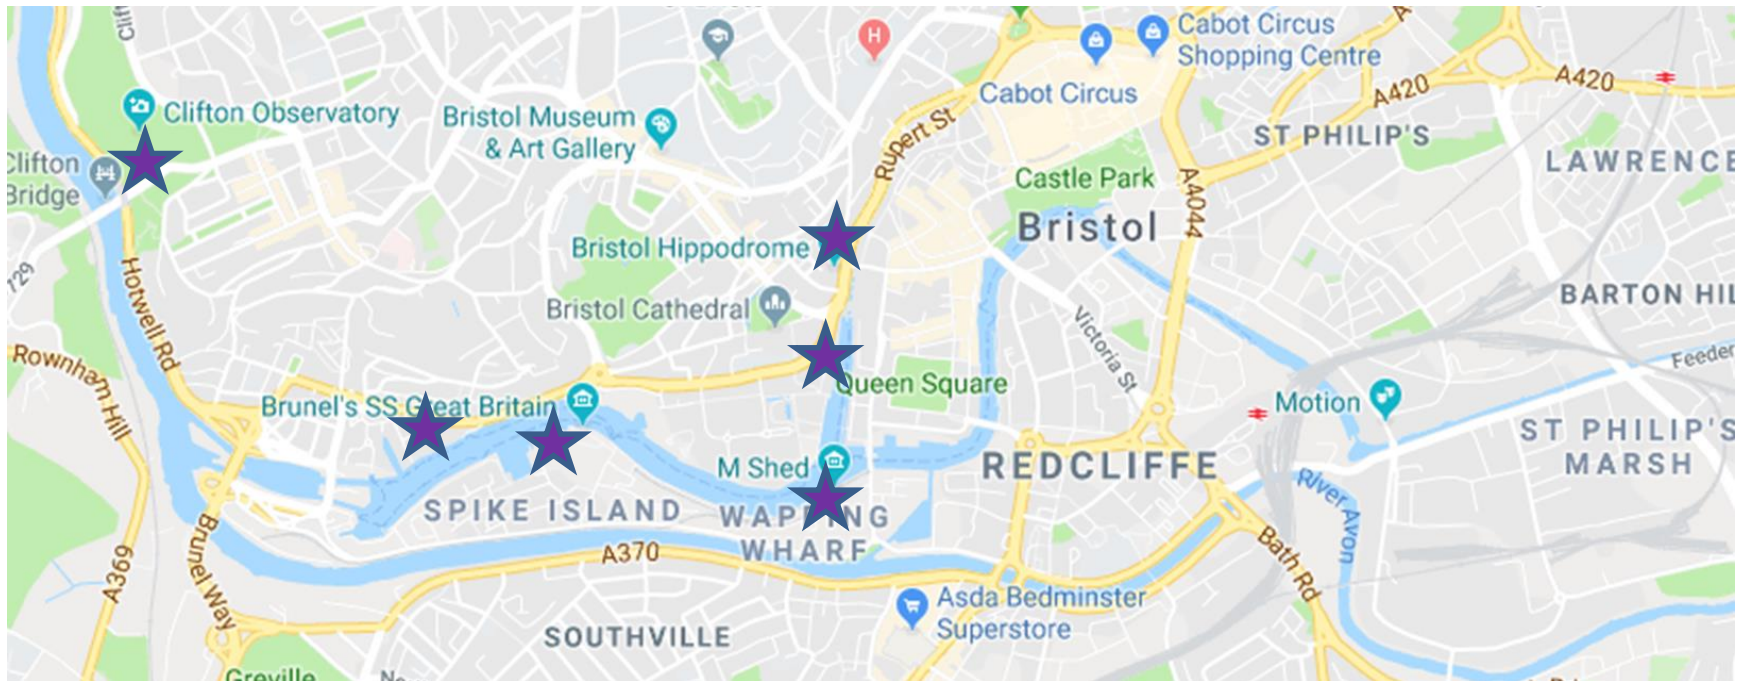 Cabot Circus
Shopping Centre
Cabot Circus
A420
A420
Clifton Observatory
Bristol Museum
& Art Gallery
Rupert St
ST PHILIP'S
LAWRENCE
Clifton
Bridge
Castle Park
A4044
Bristol
Bristol Hippodrome
Hotwell Rd
Bristol Cathedral
Victoria St
BARTON HIL
Feeder
Rownham Hill
Queen Square
Brunel's SS Great Britain
Motion
ST PHILIP'S
MARSH
M Shed
REDCLIFFE
SPIKE ISLAND
WAPPING
WHARF
River Avon
A370
A369
Brunel Way
Bath Rd
Asda Bedminster
Superstore
SOUTHVILLE
Greville